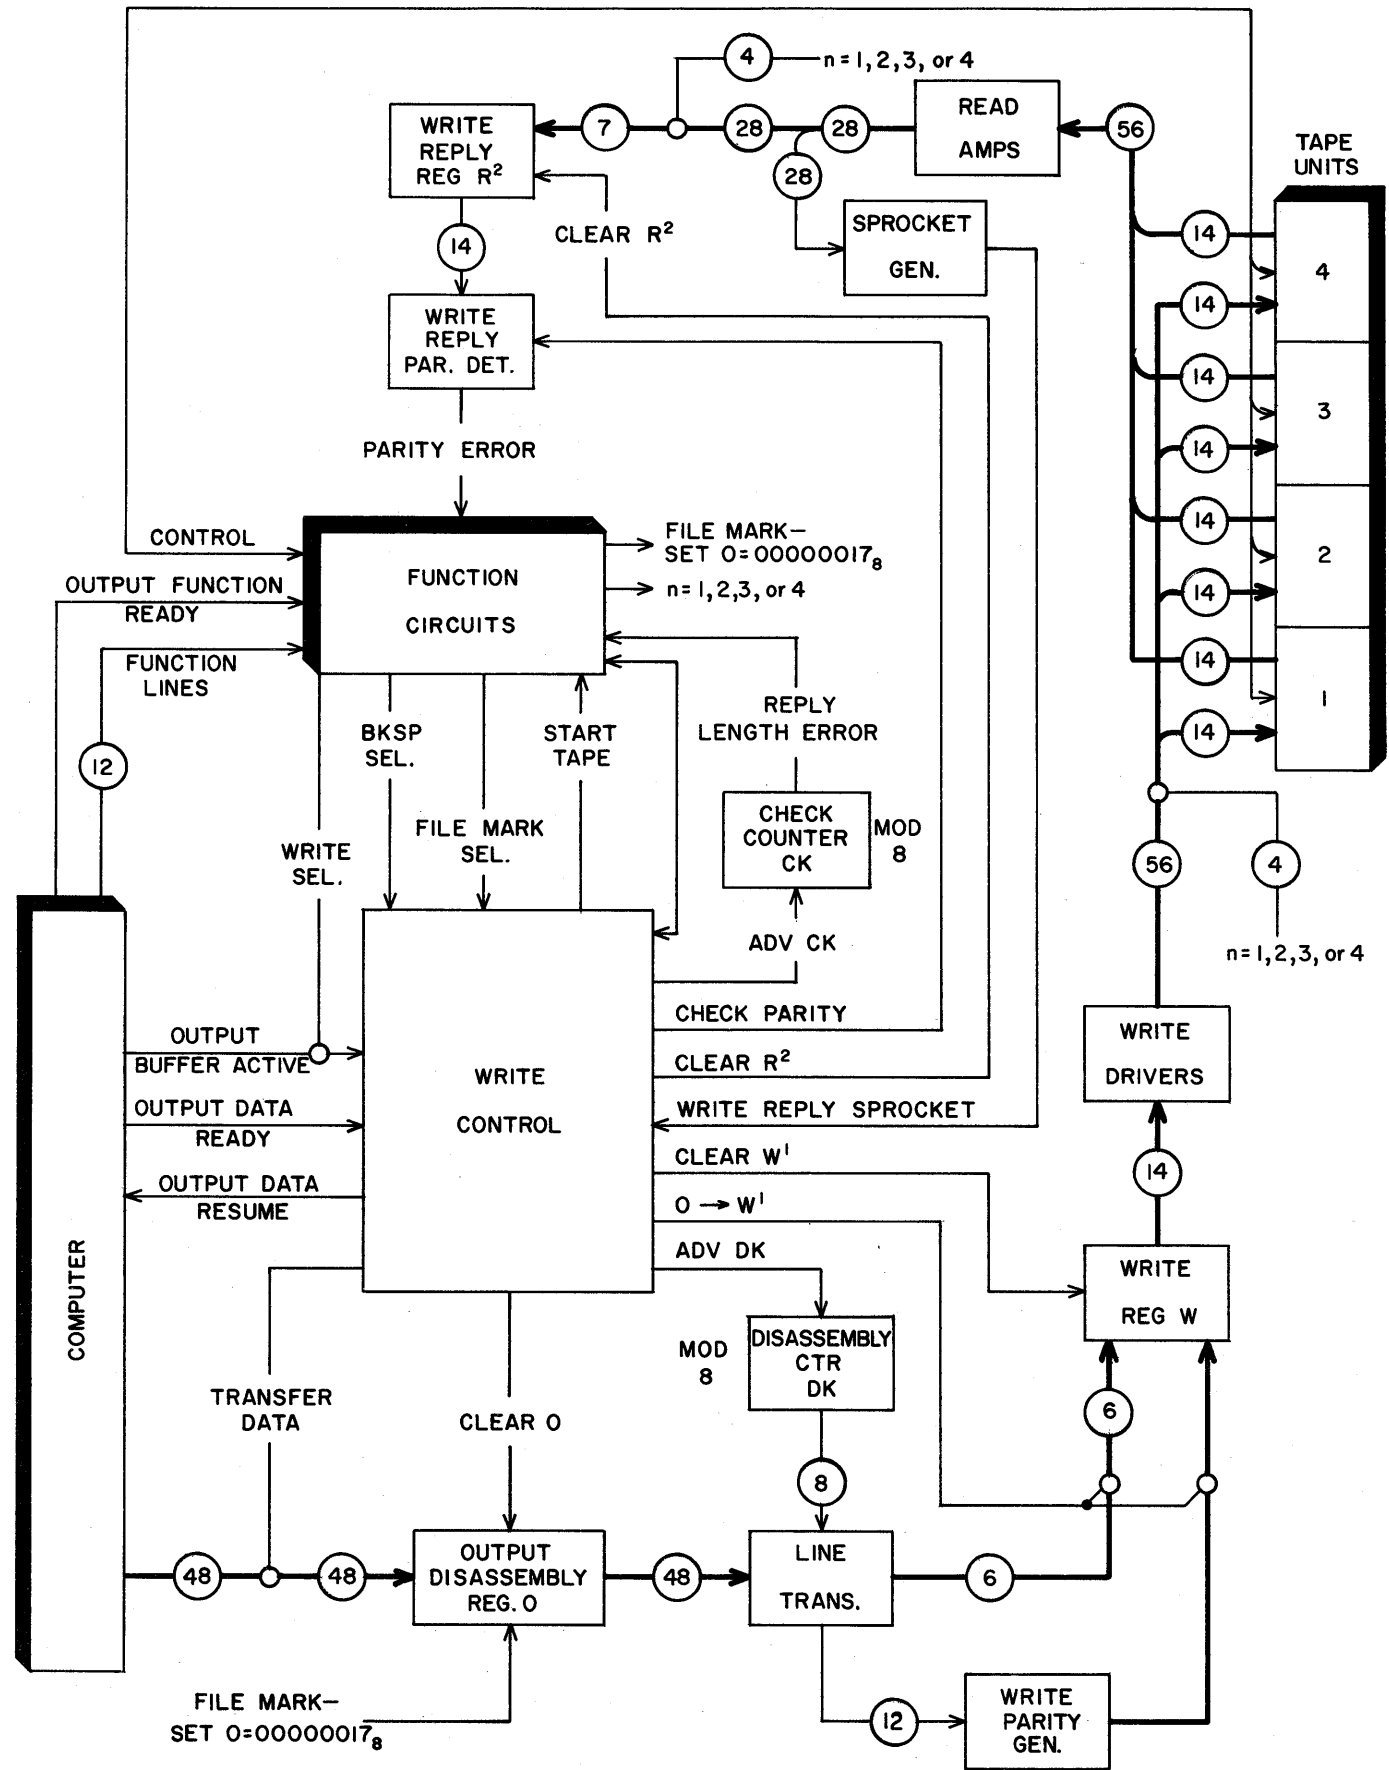 4
n=1,2,3, or 4
WRITE
REPLY
REG R²
7
28
28
READ
AMPS
56
TAPE
UNITS
28
CLEAR R²
SPROCKET
GEN.
14
14
4
14
WRITE
REPLY
PAR. DET.
14
3
14
PARITY ERROR
14
2
14
CONTROL
FILE MARK—
SET O=00000017₈
FUNCTION
CIRCUITS
n=1,2,3, or 4
OUTPUT FUNCTION
READY
FUNCTION
LINES
14
1
14
12
BKSP
SEL.
START
TAPE
REPLY
LENGTH ERROR
FILE MARK
SEL.
WRITE
SEL.
CHECK
COUNTER
CK
MOD
8
56
4
n=1,2,3, or 4
ADV CK
CHECK PARITY
CLEAR R²
WRITE REPLY SPROCKET
CLEAR W¹
O → W¹
ADV DK
WRITE
CONTROL
OUTPUT
BUFFER ACTIVE
OUTPUT DATA
READY
OUTPUT DATA
RESUME
COMPUTER
WRITE
DRIVERS
14
WRITE
REG W
MOD
8
DISASSEMBLY
CTR
DK
TRANSFER
DATA
CLEAR O
6
8
48
48
OUTPUT
DISASSEMBLY
REG. O
48
LINE
TRANS.
6
FILE MARK—
SET O=00000017₈
12
WRITE
PARITY
GEN.